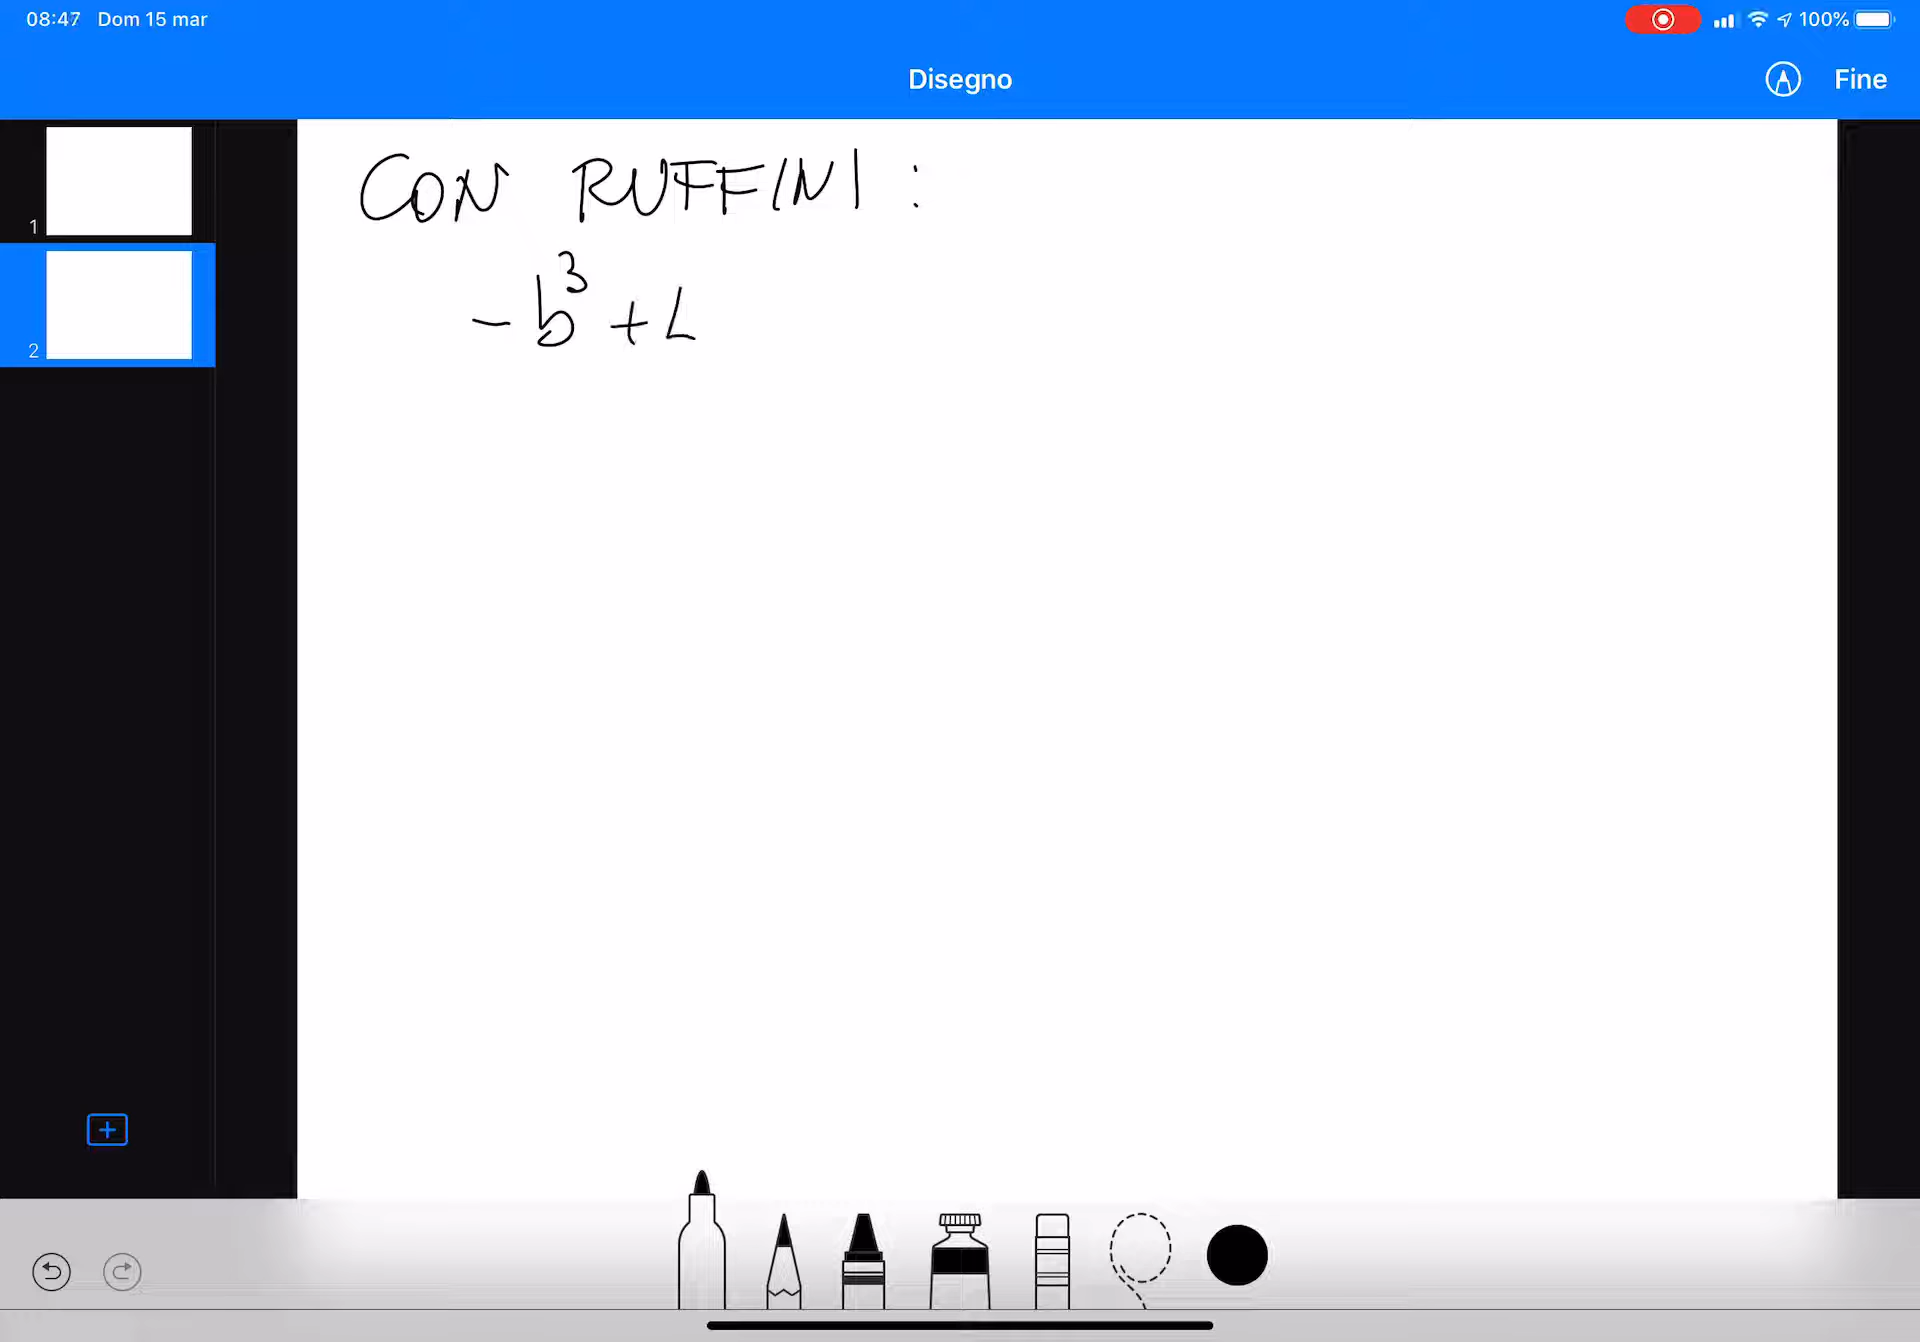 08:47 Dom 15 mar 100%
Disegno Fine
1
2
CON RUFFINI :
-b³ + L